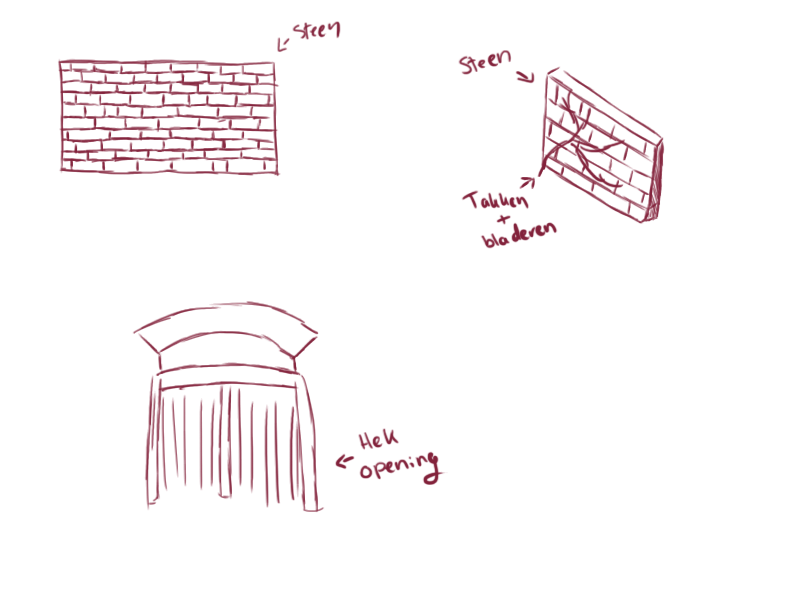 Steen
Steen
Takken
+
bladeren
Hek
opening